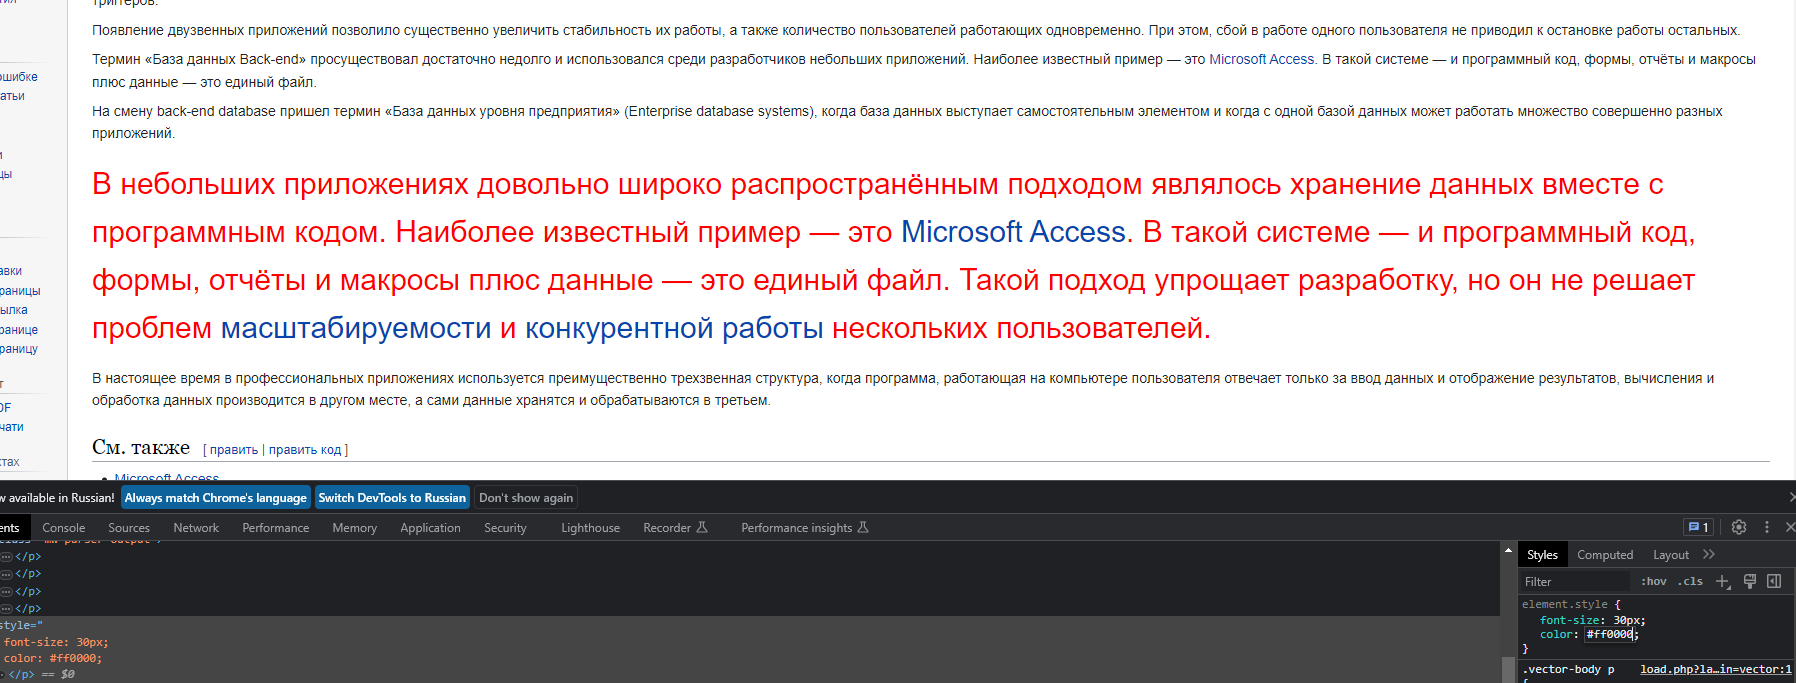 триггеров.
Появление двузвенных приложений позволило существенно увеличить стабильность их работы, а также количество пользователей работающих одновременно. При этом, сбой в работе одного пользователя не приводил к остановке работы остальных.
Термин «База данных Back-end» просуществовал достаточно недолго и использовался среди разработчиков небольших приложений. Наиболее известный пример — это Microsoft Access. В такой системе — и программный код, формы, отчёты и макросы
плюс данные — это единый файл.
На смену back-end database пришел термин «База данных уровня предприятия» (Enterprise database systems), когда база данных выступает самостоятельным элементом и когда с одной базой данных может работать множество совершенно разных
приложений.
В небольших приложениях довольно широко распространённым подходом являлось хранение данных вместе с
программным кодом. Наиболее известный пример — это Microsoft Access. В такой системе — и программный код,
формы, отчёты и макросы плюс данные — это единый файл. Такой подход упрощает разработку, но он не решает
проблем масштабируемости и конкурентной работы нескольких пользователей.
В настоящее время в профессиональных приложениях используется преимущественно трехзвенная структура, когда программа, работающая на компьютере пользователя отвечает только за ввод данных и отображение результатов, вычисления и
обработка данных производится в другом месте, а сами данные хранятся и обрабатываются в третьем.
См. также [ править | править код ]
Microsoft Access
ошибке
татьи
цы
авки
раницы
ылка
ранице
раницу
т
DF
чати
ктах
w available in Russian! Always match Chrome's language Switch DevTools to Russian Don't show again
ents Console Sources Network Performance Memory Application Security Lighthouse Recorder Performance insights 1
</p>
</p>
</p>
</p>
style="
font-size: 30px;
color: #ff0000;
</p> == $0
Styles Computed Layout
Filter :hov .cls
element.style {
font-size: 30px;
color: #ff0000;
}
.vector-body p load.php?la…in=vector:1